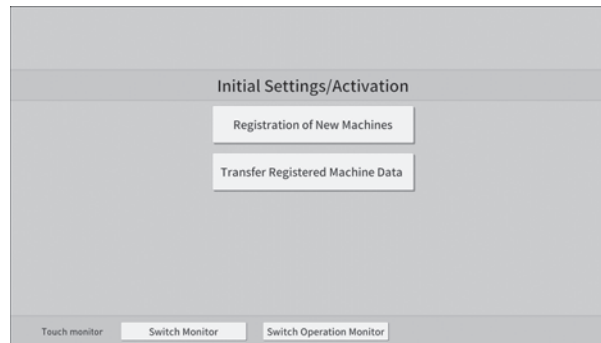 Initial Settings/Activation
Registration of New Machines
Transfer Registered Machine Data
Touch monitor Switch Monitor Switch Operation Monitor